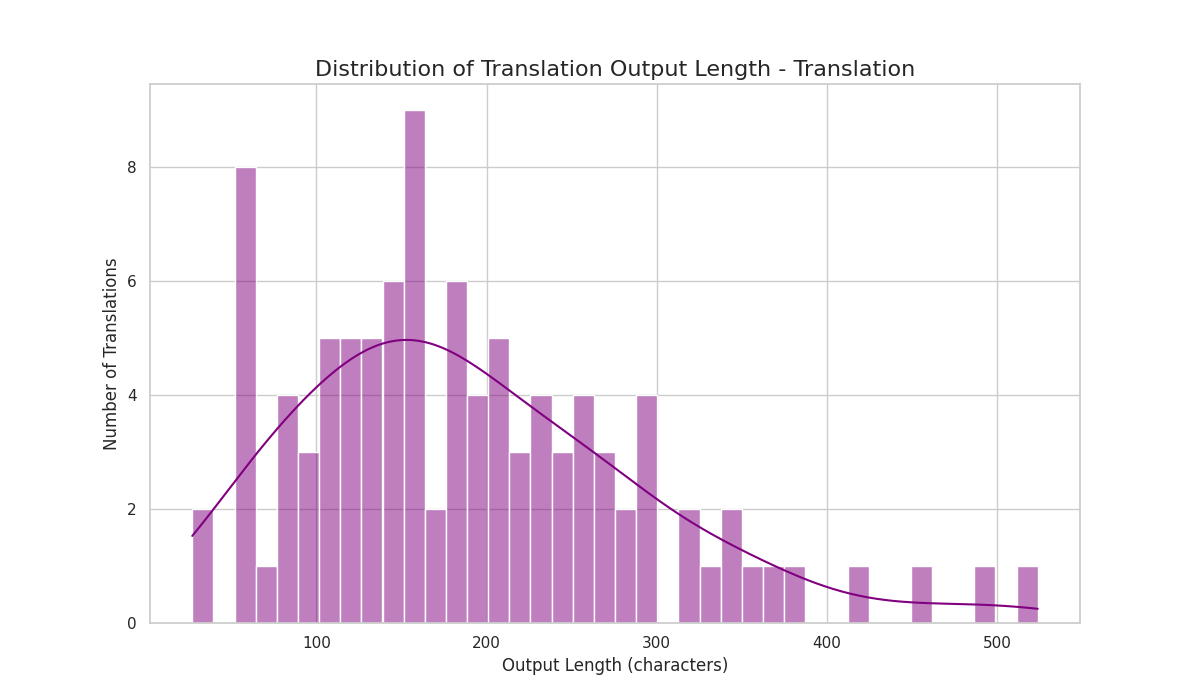 Distribution of Translation Output Length - Translation
Number of Translations
8
6
4
2
0
100 200 300 400 500
Output Length (characters)